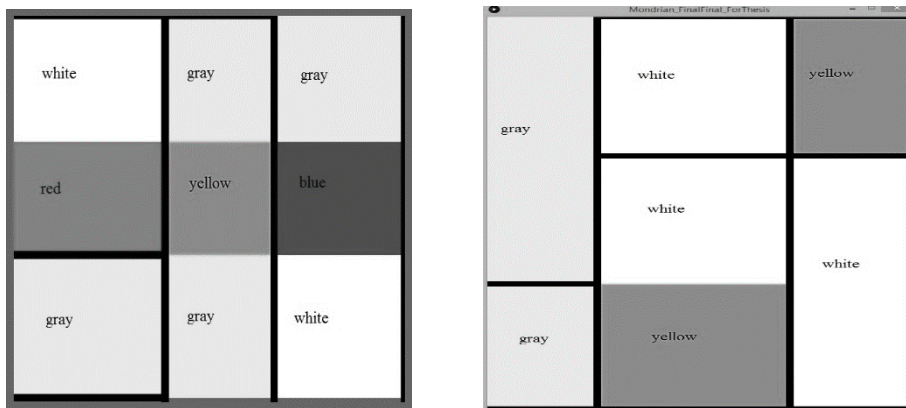 white gray gray
red yellow blue
gray gray white
Mondrian_FinalFinal_ForThesis
white yellow
gray
white
white
gray yellow